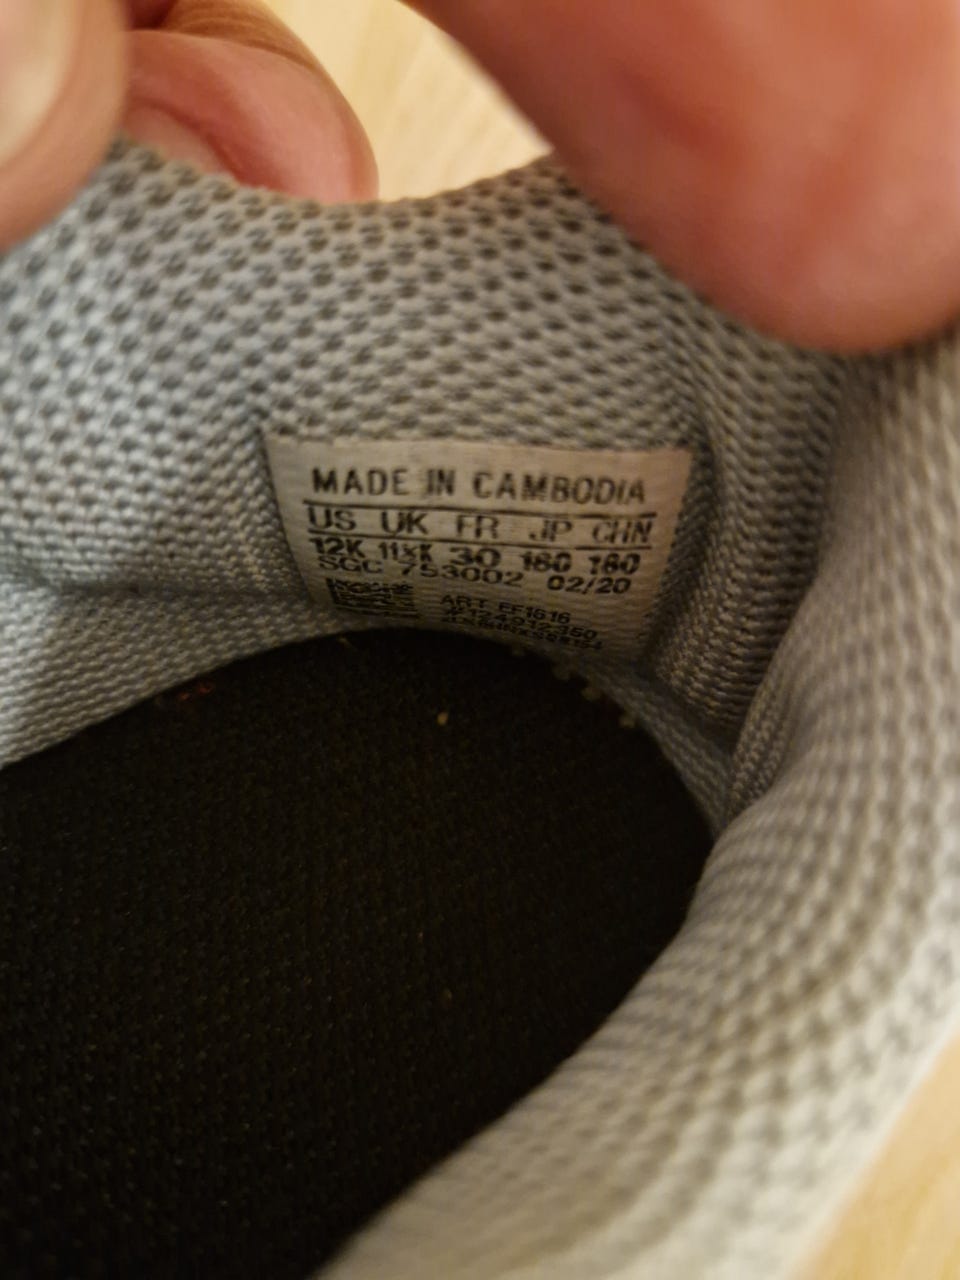 MADE IN CAMBODIA
US UK FR JP CHN
12K 11½K 30 180 180
SGC 753002 02/20
ART EF1616